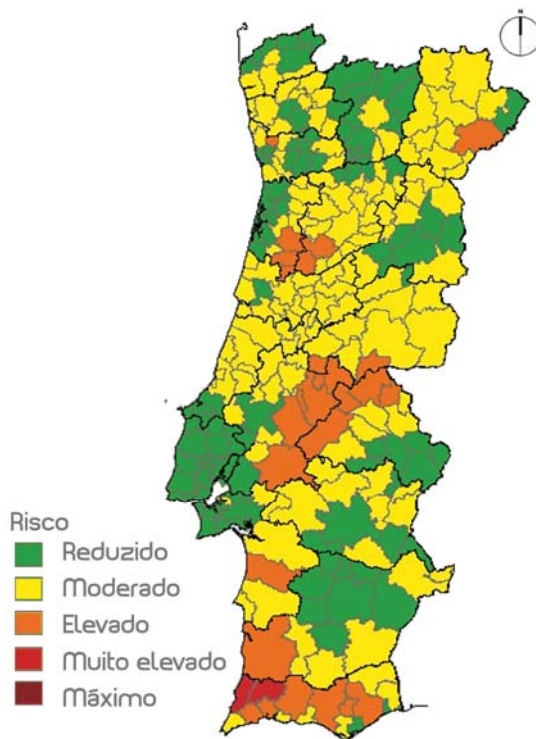 N
Risco
Reduzido
Moderado
Elevado
Muito elevado
Máximo